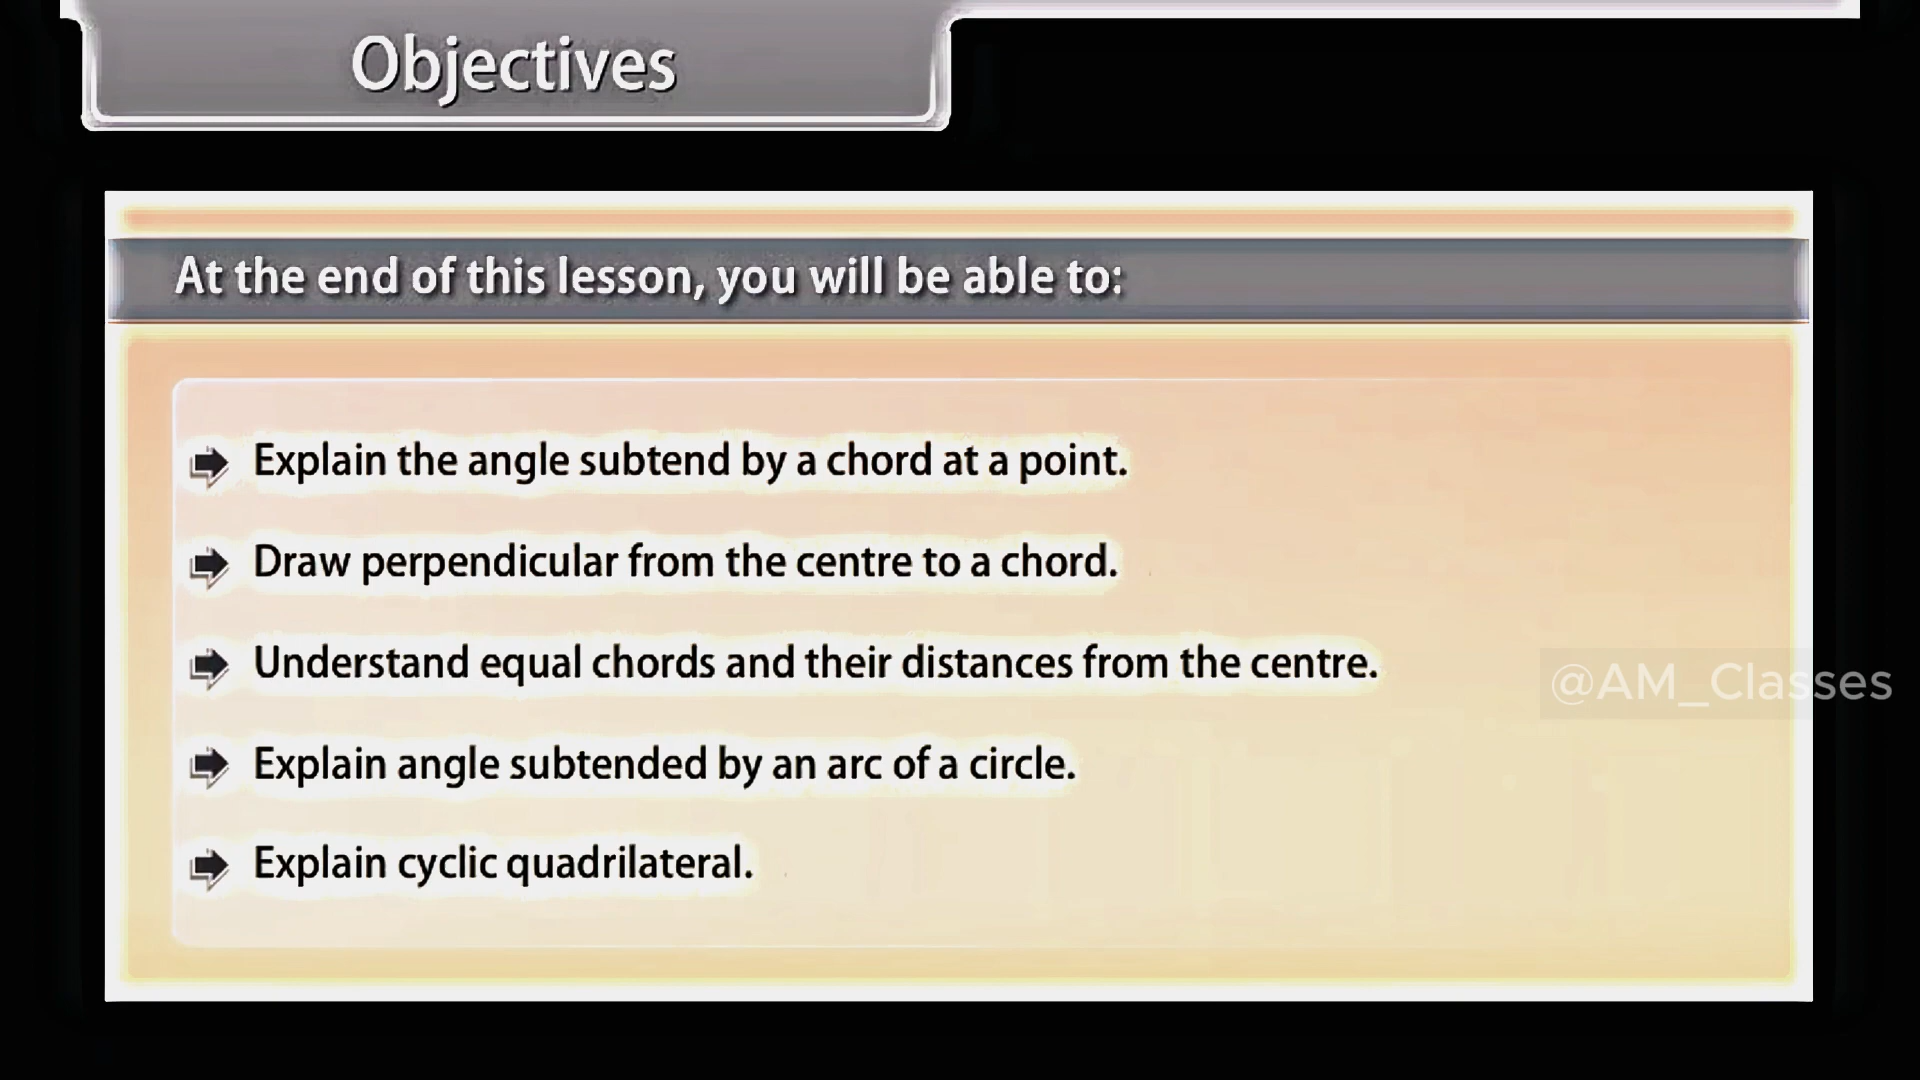 Objectives
At the end of this lesson, you will be able to:
Explain the angle subtend by a chord at a point.
Draw perpendicular from the centre to a chord.
Understand equal chords and their distances from the centre.
@AM_Classes
Explain angle subtended by an arc of a circle.
Explain cyclic quadrilateral.